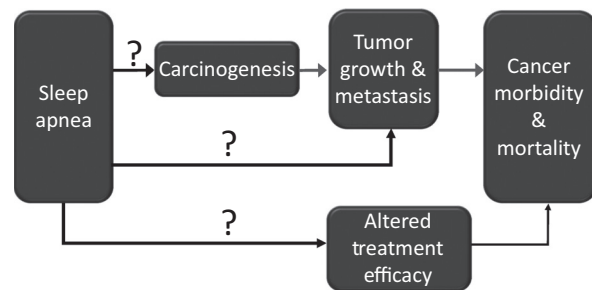 ?
Carcinogenesis
Tumor
growth &
metastasis
Cancer
morbidity
&
mortality
Sleep
apnea
?
?
Altered
treatment
efficacy